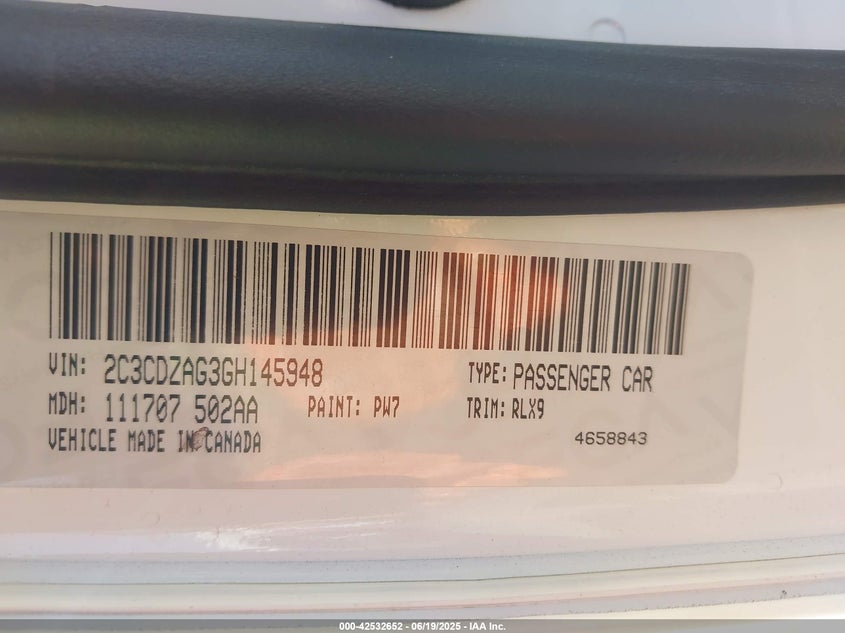 VIN: 2C3CDZAG3GH145948 TYPE: PASSENGER CAR
MDH: 111707 502AA PAINT: PW7 TRIM: RLX9
VEHICLE MADE IN CANADA 4658843
000-42532652 - 06/19/2025 - IAA Inc.